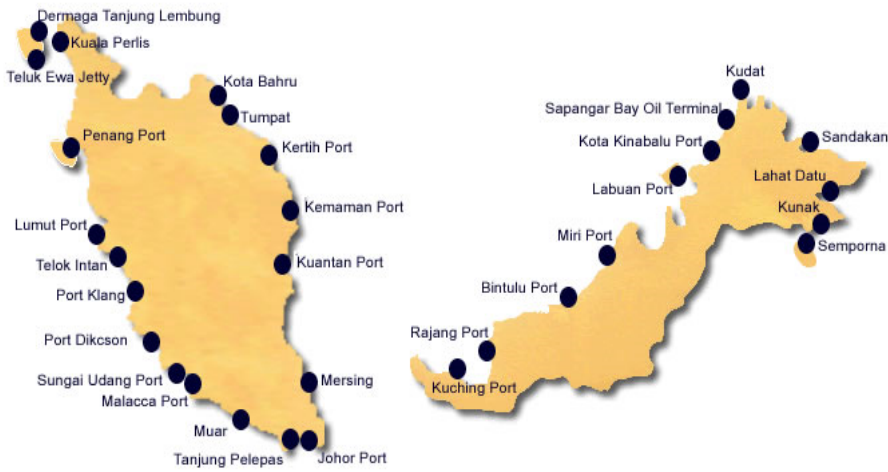 Dermaga Tanjung Lembung
Kuala Perlis
Teluk Ewa Jetty
Kota Bahru
Tumpat
Penang Port
Kertih Port
Kemaman Port
Lumut Port
Telok Intan
Kuantan Port
Port Klang
Port Dikcson
Sungai Udang Port
Mersing
Malacca Port
Muar
Tanjung Pelepas
Johor Port
Kudat
Sapangar Bay Oil Terminal
Kota Kinabalu Port
Sandakan
Labuan Port
Lahat Datu
Kunak
Miri Port
Semporna
Bintulu Port
Rajang Port
Kuching Port